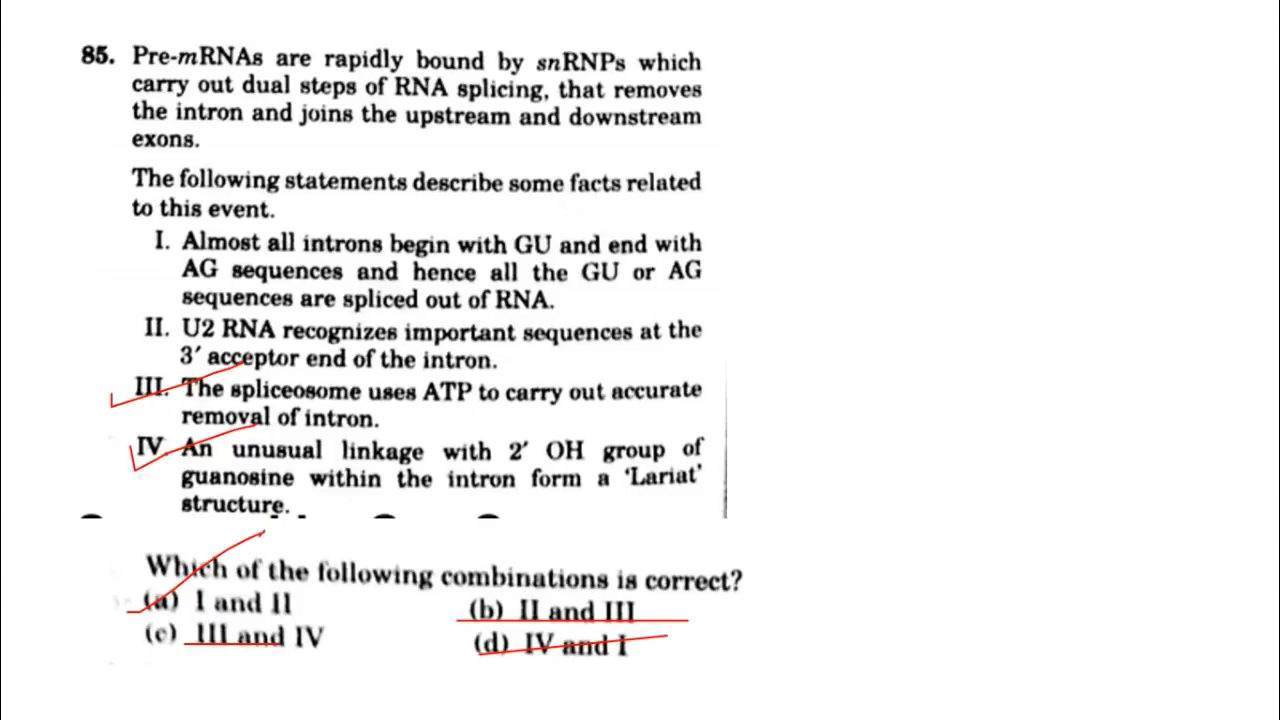 85. Pre-mRNAs are rapidly bound by snRNPs which
carry out dual steps of RNA splicing, that removes
the intron and joins the upstream and downstream
exons.
The following statements describe some facts related
to this event.
I. Almost all introns begin with GU and end with
AG sequences and hence all the GU or AG
sequences are spliced out of RNA.
II. U2 RNA recognizes important sequences at the
3′ acceptor end of the intron.
III. The spliceosome uses ATP to carry out accurate
removal of intron.
IV. An unusual linkage with 2′ OH group of
guanosine within the intron form a ‘Lariat’
structure.
Which of the following combinations is correct?
(a) I and II
(b) II and III
(c) III and IV
(d) IV and I